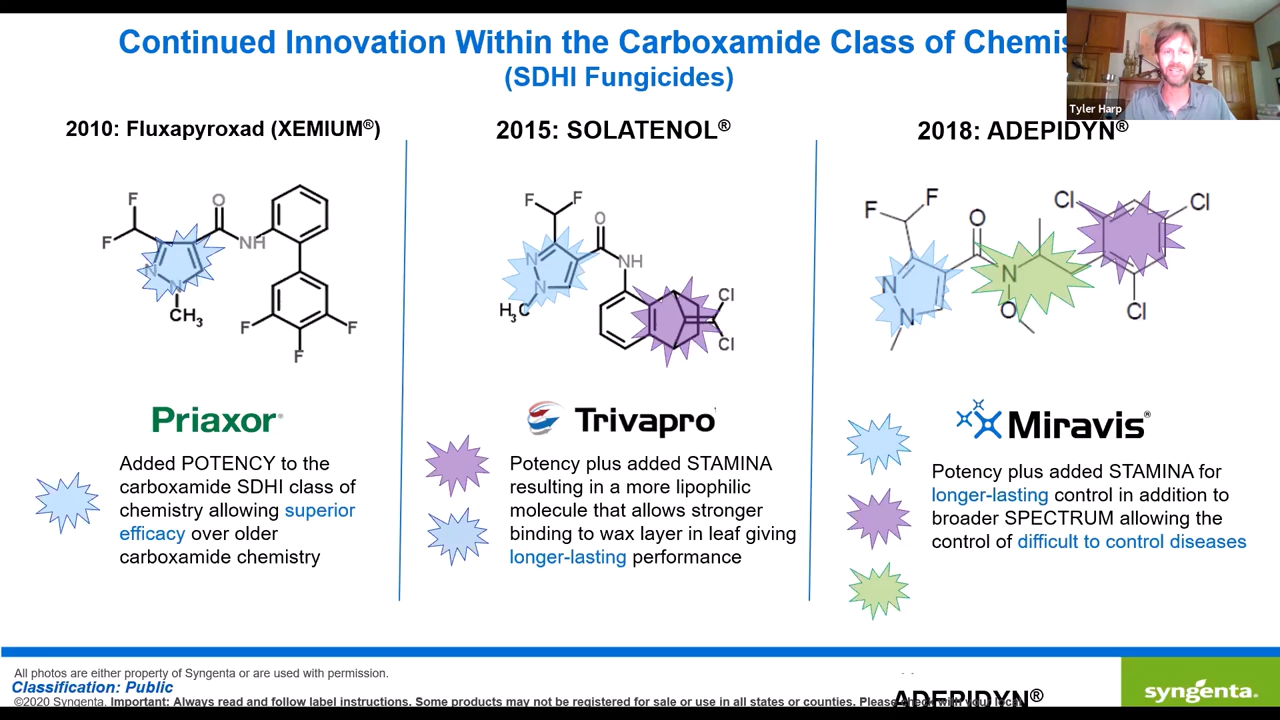 Continued Innovation Within the Carboxamide Class of Chemis
(SDHI Fungicides)
Tyler Harp
2010: Fluxapyroxad (XEMIUM®)
F
F
O
NH
N
N
CH3
F
F
F
Priaxor®
Added POTENCY to the
carboxamide SDHI class of
chemistry allowing superior
efficacy over older
carboxamide chemistry
2015: SOLATENOL®
F
F
O
N
NH
N
H3C
Cl
Cl
Trivapro
Potency plus added STAMINA
resulting in a more lipophilic
molecule that allows stronger
binding to wax layer in leaf giving
longer-lasting performance
2018: ADEPIDYN®
F
F
O
Cl
Cl
N
N
N
O
Cl
Miravis®
Potency plus added STAMINA for
longer-lasting control in addition to
broader SPECTRUM allowing the
control of difficult to control diseases
All photos are either property of Syngenta or are used with permission.
Classification: Public
©2020 Syngenta. Important: Always read and follow label instructions. Some products may not be registered for sale or use in all states or counties. Please check with your local
ADEPIDYN®
syngenta.